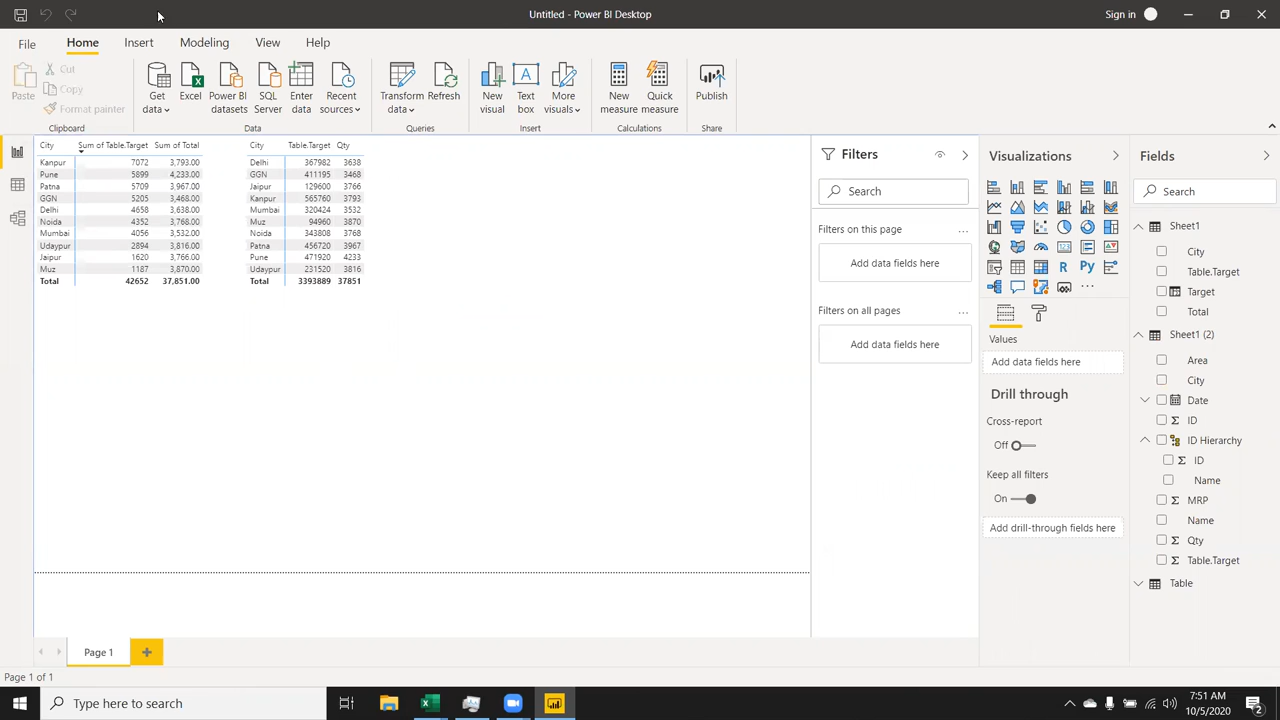 Untitled - Power BI Desktop
Sign in
File
Home
Insert
Modeling
View
Help
Paste
Cut
Copy
Format painter
Clipboard
Get data
Excel
Power BI datasets
SQL Server
Enter data
Recent sources
Data
Transform data
Refresh
Queries
New visual
Text box
More visuals
Insert
New measure
Quick measure
Calculations
Publish
Share
City Sum of Table.Target Sum of Total
Kanpur 7072 3,793.00
Pune 5899 4,233.00
Patna 5709 3,967.00
GGN 5205 3,468.00
Delhi 4658 3,638.00
Noida 4352 3,768.00
Mumbai 4056 3,532.00
Udaypur 2894 3,816.00
Jaipur 1620 3,766.00
Muz 1187 3,870.00
Total 42652 37,851.00
City Table.Target Qty
Delhi 367982 3638
GGN 411195 3468
Jaipur 129600 3766
Kanpur 565760 3793
Mumbai 320424 3532
Muz 94960 3870
Noida 343808 3768
Patna 456720 3967
Pune 471920 4233
Udaypur 231520 3816
Total 3393889 37851
Filters
Search
Filters on this page ...
Add data fields here
Filters on all pages ...
Add data fields here
Visualizations
R Py
...
Values
Add data fields here
Drill through
Cross-report
Off
Keep all filters
On
Add drill-through fields here
Fields
Search
Sheet1
City
Table.Target
Target
Total
Sheet1 (2)
Area
City
Date
Σ ID
ID Hierarchy
Σ ID
Name
Σ MRP
Name
Σ Qty
Σ Table.Target
Table
Page 1
Page 1 of 1
Type here to search
7:51 AM
10/5/2020
2